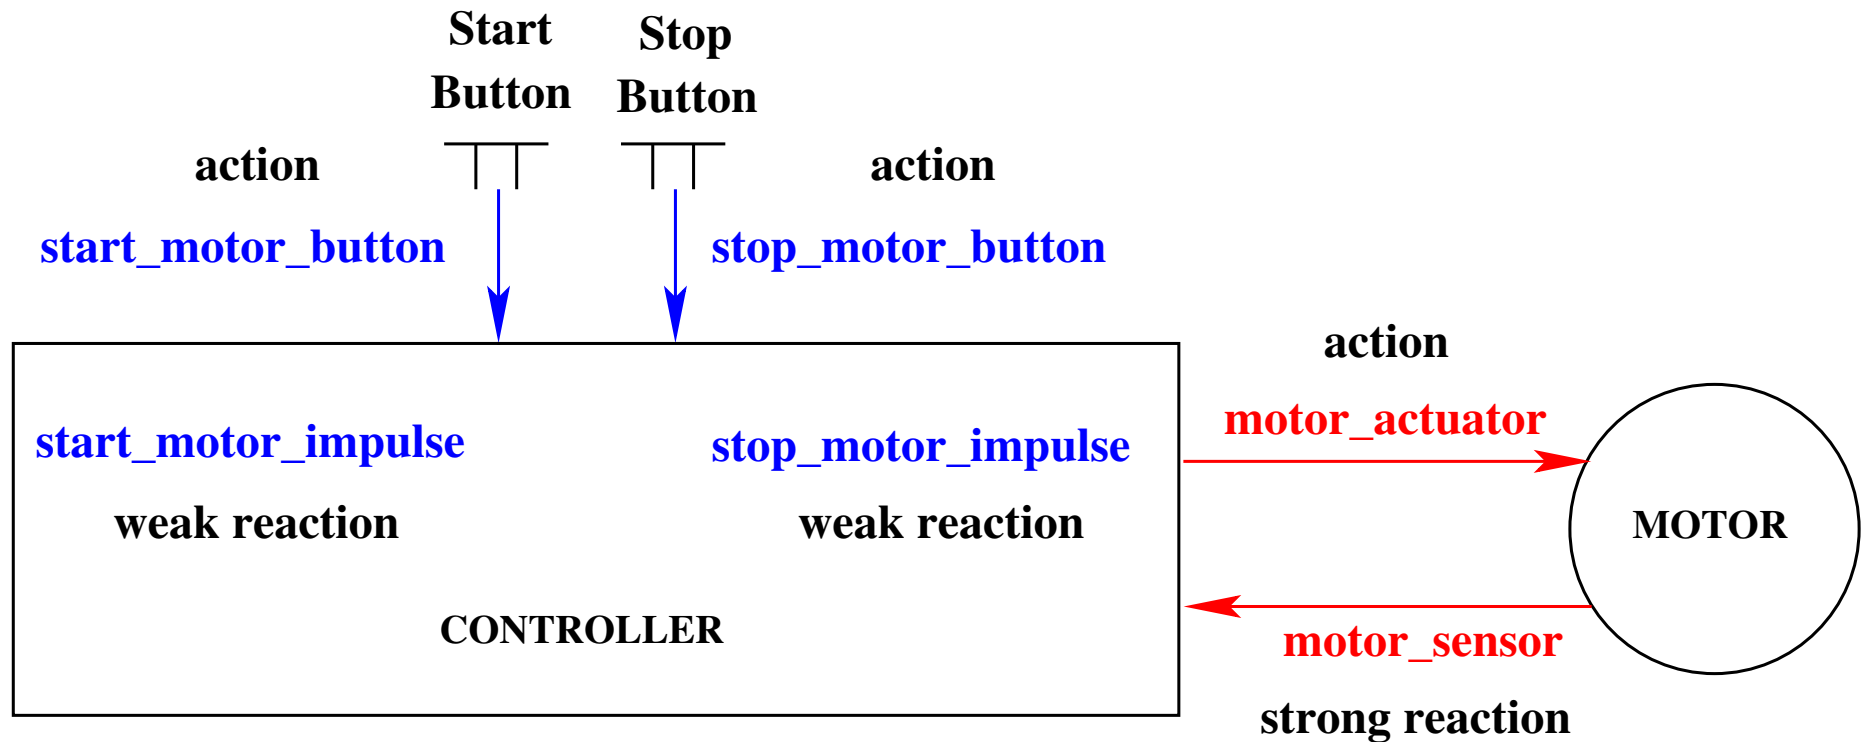 Start
Button
Stop
Button
action
action
start_motor_button
stop_motor_button
action
motor_actuator
start_motor_impulse
stop_motor_impulse
weak reaction
weak reaction
MOTOR
CONTROLLER
motor_sensor
strong reaction